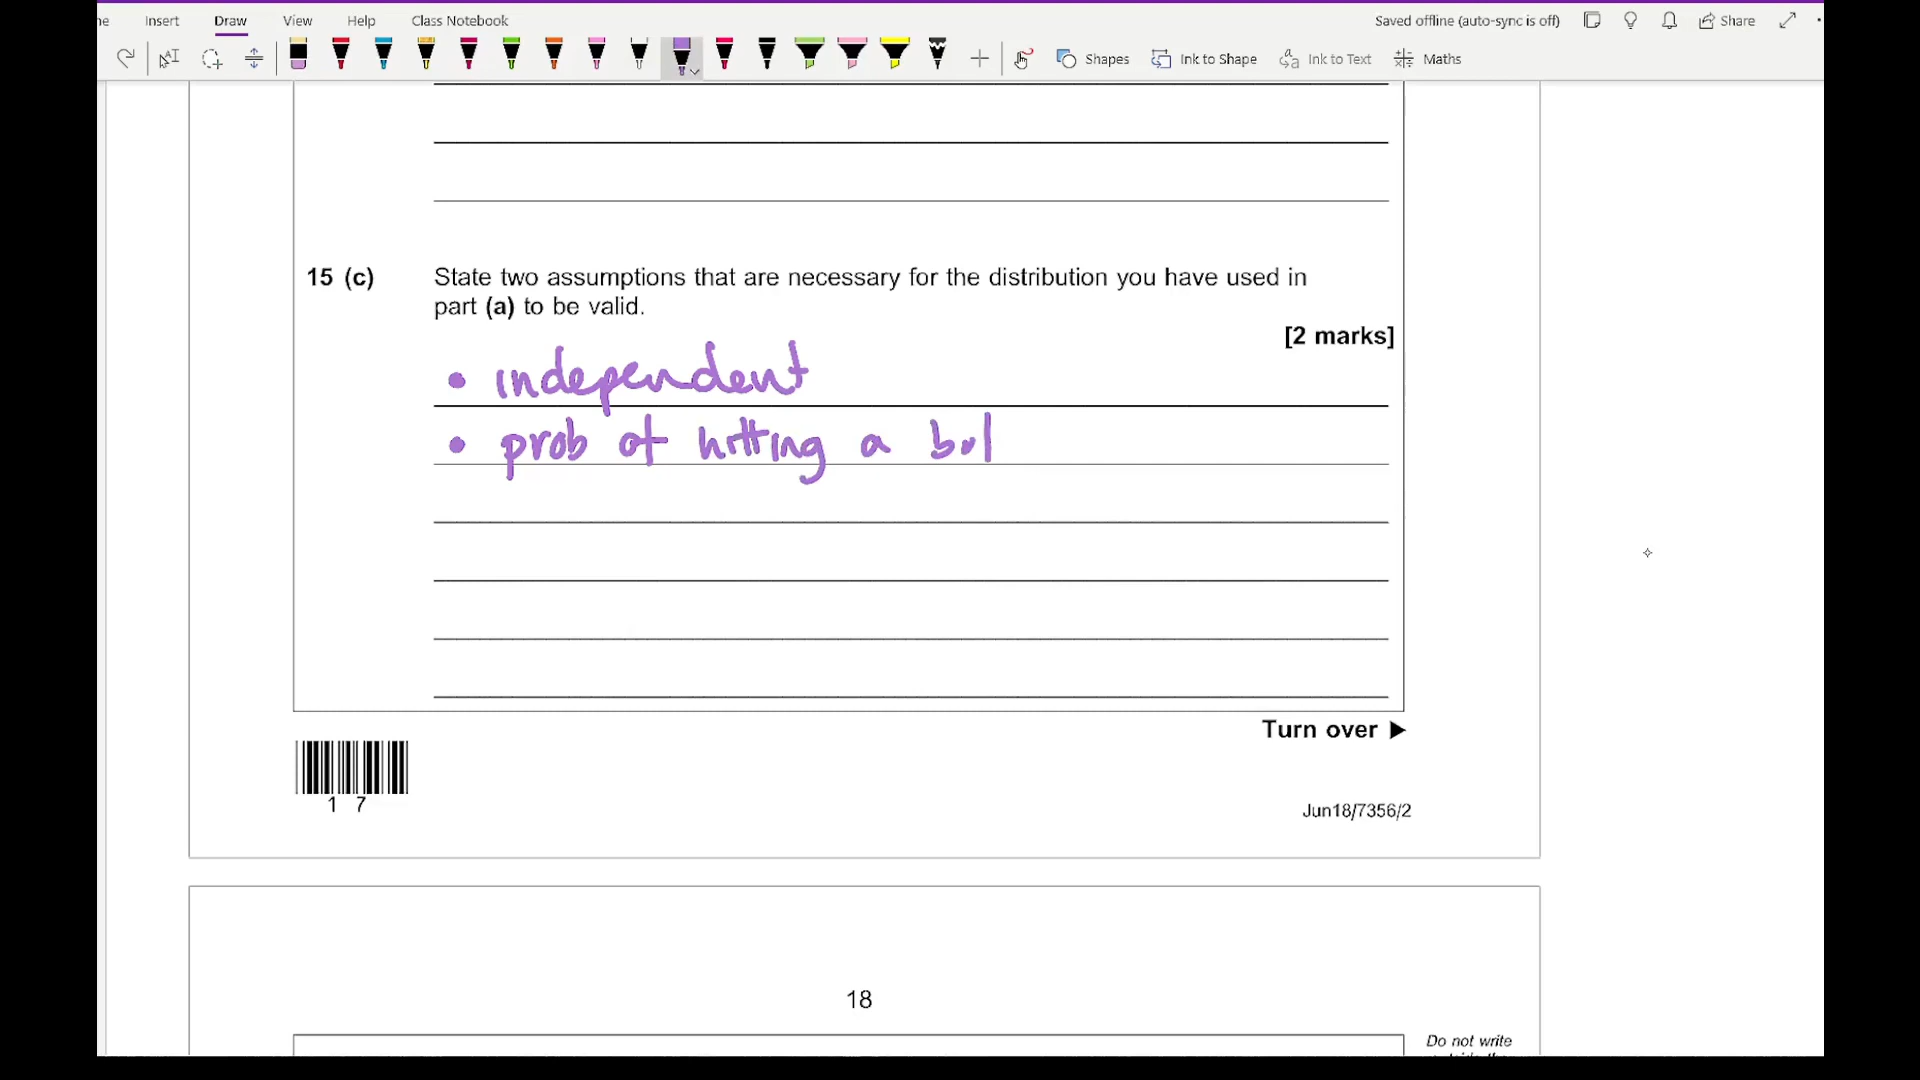 Insert Draw View Help Class Notebook Saved offline (auto-sync is off) Share
Shapes Ink to Shape Ink to Text Maths
15 (c) State two assumptions that are necessary for the distribution you have used in
part (a) to be valid.
[2 marks]
• independent
• prob of hitting a bul
Turn over
1 7
Jun18/7356/2
18
Do not write